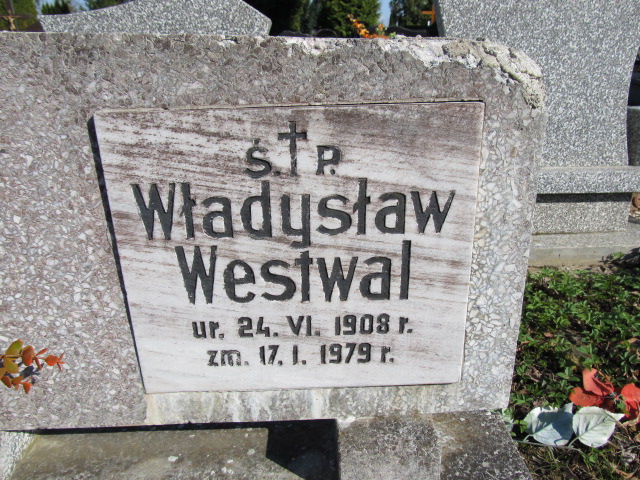 Ś. P.
Władysław
Westwal
ur. 24. VI. 1908 r.
zm. 17. I. 1979 r.